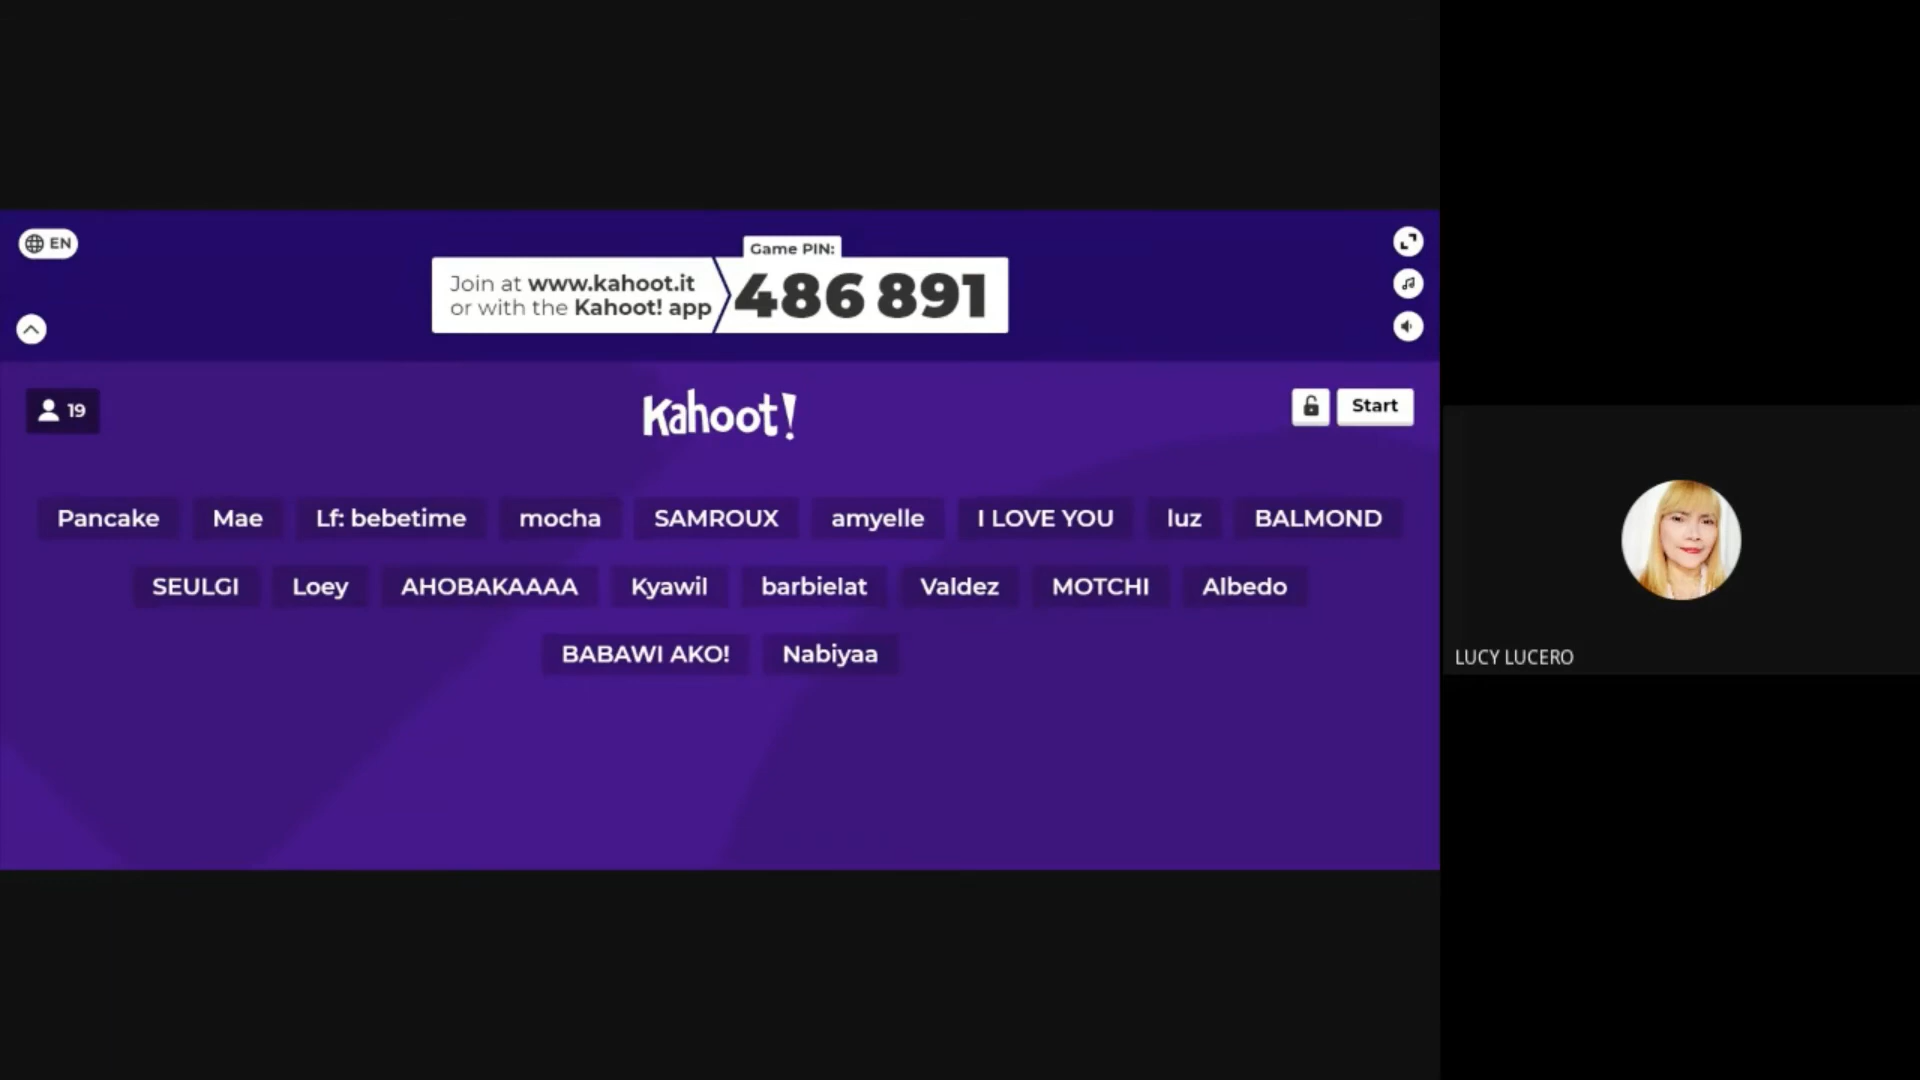 EN
Game PIN:
Join at www.kahoot.it
or with the Kahoot! app
486 891
19
Kahoot!
Start
Pancake Mae Lf: bebetime mocha SAMROUX amyelle I LOVE YOU luz BALMOND
SEULGI Loey AHOBAKAAAA Kyawil barbielat Valdez MOTCHI Albedo
BABAWI AKO! Nabiyaa
LUCY LUCERO